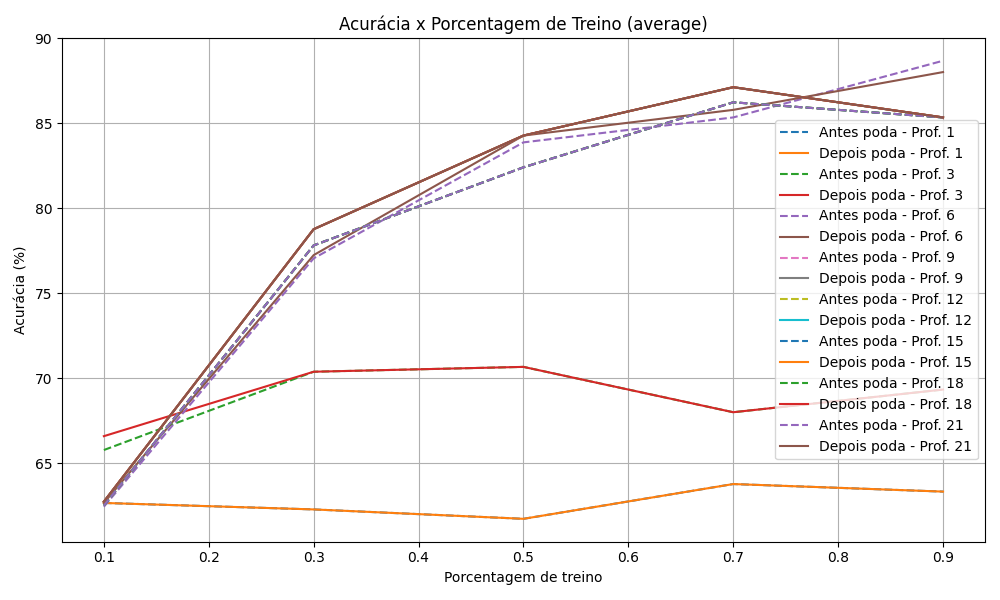 Acurácia x Porcentagem de Treino (average)
90
85
80
75
70
65
Acurácia (%)
Antes poda - Prof. 1
Depois poda - Prof. 1
Antes poda - Prof. 3
Depois poda - Prof. 3
Antes poda - Prof. 6
Depois poda - Prof. 6
Antes poda - Prof. 9
Depois poda - Prof. 9
Antes poda - Prof. 12
Depois poda - Prof. 12
Antes poda - Prof. 15
Depois poda - Prof. 15
Antes poda - Prof. 18
Depois poda - Prof. 18
Antes poda - Prof. 21
Depois poda - Prof. 21
0.1 0.2 0.3 0.4 0.5 0.6 0.7 0.8 0.9
Porcentagem de treino